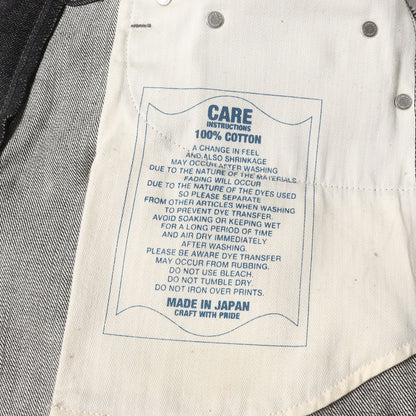 CARE
INSTRUCTIONS
100% COTTON
A CHANGE IN FEEL
AND ALSO SHRINKAGE
MAY OCCUR AFTER WASHING
DUE TO THE NATURE OF THE MATERIALS.
FADING WILL OCCUR
DUE TO THE NATURE OF THE DYES USED
SO PLEASE SEPARATE
FROM OTHER ARTICLES WHEN WASHING
TO PREVENT DYE TRANSFER.
AVOID SOAKING OR KEEPING WET
FOR A LONG PERIOD OF TIME
AND AIR DRY IMMEDIATELY
AFTER WASHING.
PLEASE BE AWARE DYE TRANSFER
MAY OCCUR FROM RUBBING.
DO NOT USE BLEACH.
DO NOT TUMBLE DRY.
DO NOT IRON OVER PRINTS.
MADE IN JAPAN
CRAFT WITH PRIDE